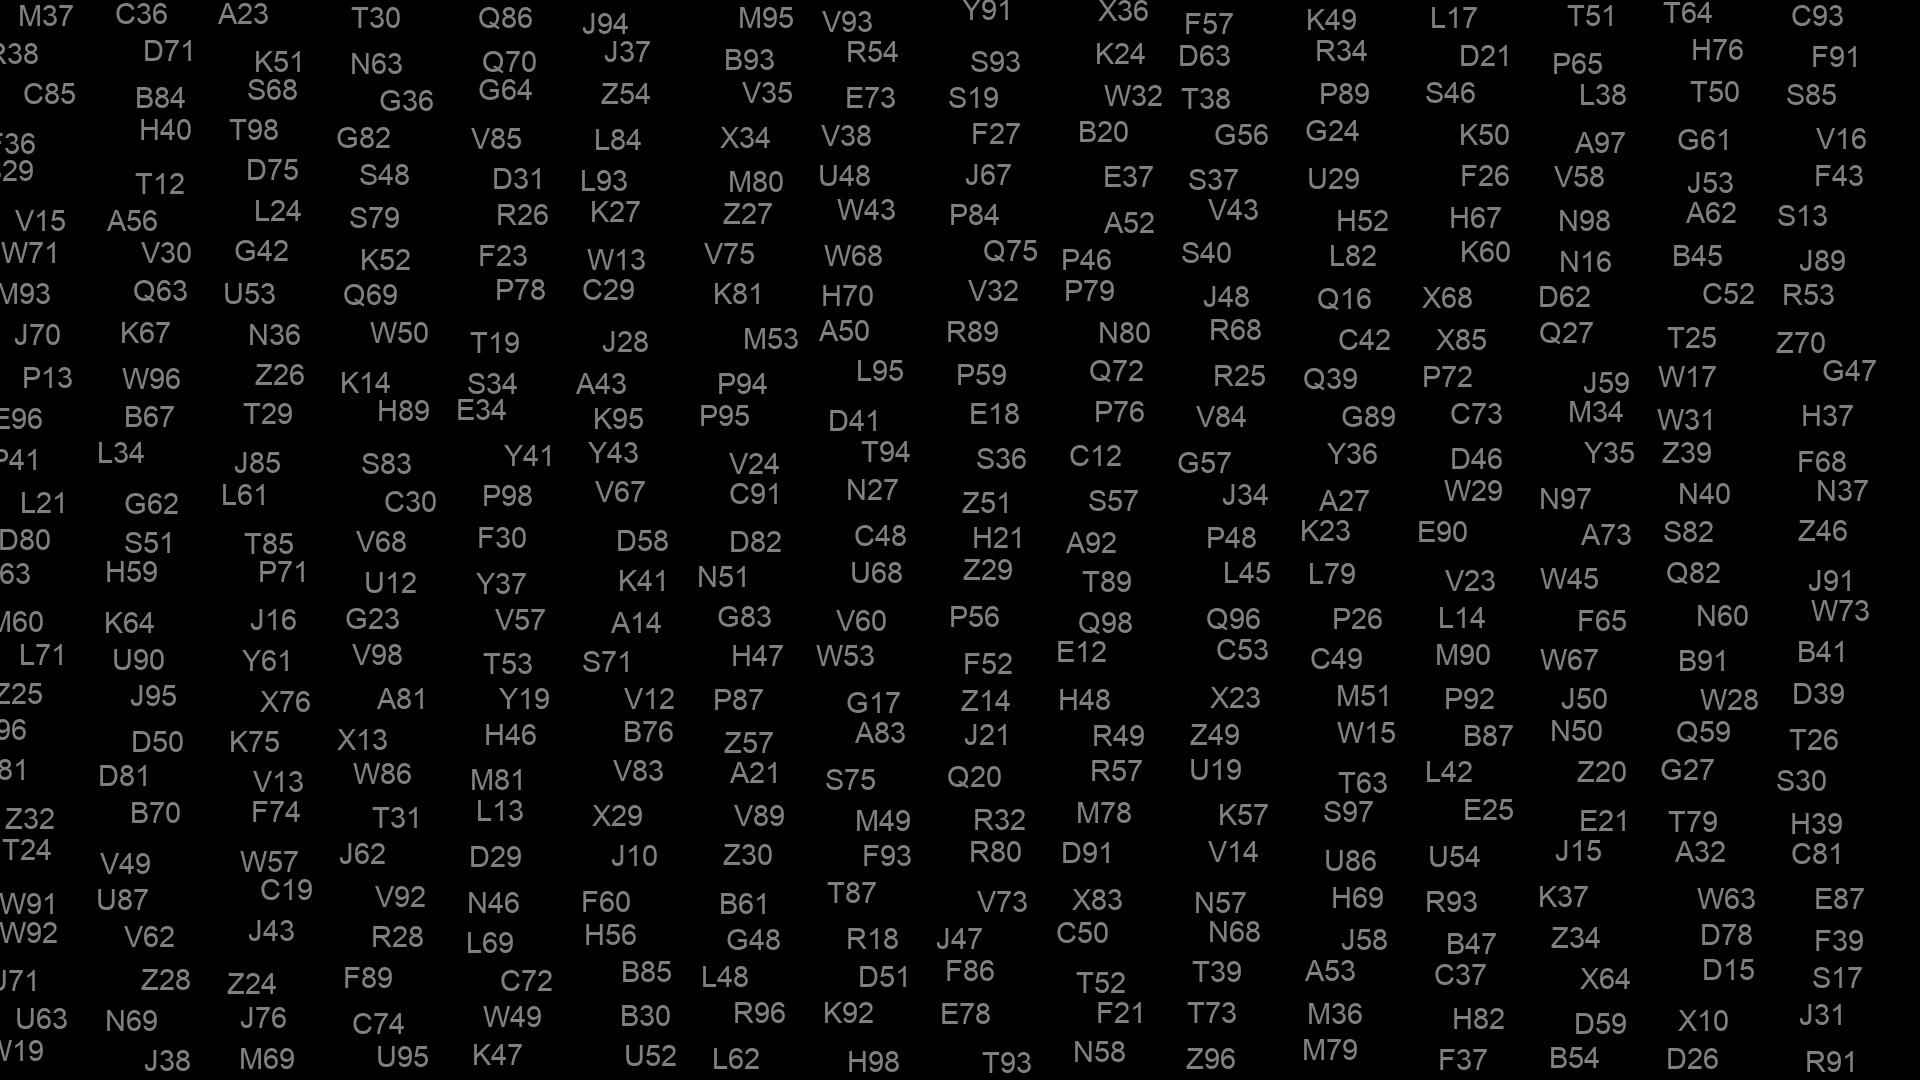 M37 C36 A23 T30 Q86 J94 M95 V93 Y91 X36 F57 K49 L17 T51 T64 C93
R38 D71 K51 N63 Q70 J37 B93 R54 S93 K24 D63 R34 D21 P65 H76 F91
C85 B84 S68 G36 G64 Z54 V35 E73 S19 W32 T38 P89 S46 L38 T50 S85
F36 H40 T98 G82 V85 L84 X34 V38 F27 B20 G56 G24 K50 A97 G61 V16
29 T12 D75 S48 D31 L93 M80 U48 J67 E37 S37 U29 F26 V58 J53 F43
V15 A56 L24 S79 R26 K27 Z27 W43 P84 A52 V43 H52 H67 N98 A62 S13
W71 V30 G42 K52 F23 W13 V75 W68 Q75 P46 S40 L82 K60 N16 B45 J89
M93 Q63 U53 Q69 P78 C29 K81 H70 V32 P79 J48 Q16 X68 D62 C52 R53
J70 K67 N36 W50 T19 J28 M53 A50 R89 N80 R68 C42 X85 Q27 T25 Z70
P13 W96 Z26 K14 S34 A43 P94 L95 P59 Q72 R25 Q39 P72 J59 W17 G47
E96 B67 T29 H89 E34 K95 P95 D41 E18 P76 V84 G89 C73 M34 W31 H37
P41 L34 J85 S83 Y41 Y43 V24 T94 S36 C12 G57 Y36 D46 Y35 Z39 F68
L21 G62 L61 C30 P98 V67 C91 N27 Z51 S57 J34 A27 W29 N97 N40 N37
D80 S51 T85 V68 F30 D58 D82 C48 H21 A92 P48 K23 E90 A73 S82 Z46
63 H59 P71 U12 Y37 K41 N51 U68 Z29 T89 L45 L79 V23 W45 Q82 J91
M60 K64 J16 G23 V57 A14 G83 V60 P56 Q98 Q96 P26 L14 F65 N60 W73
L71 U90 Y61 V98 T53 S71 H47 W53 F52 E12 C53 C49 M90 W67 B91 B41
Z25 J95 X76 A81 Y19 V12 P87 G17 Z14 H48 X23 M51 P92 J50 W28 D39
96 D50 K75 X13 H46 B76 Z57 A83 J21 R49 Z49 W15 B87 N50 Q59 T26
81 D81 V13 W86 M81 V83 A21 S75 Q20 R57 U19 T63 L42 Z20 G27 S30
Z32 B70 F74 T31 L13 X29 V89 M49 R32 M78 K57 S97 E25 E21 T79 H39
T24 V49 W57 J62 D29 J10 Z30 F93 R80 D91 V14 U86 U54 J15 A32 C81
W91 U87 C19 V92 N46 F60 B61 T87 V73 X83 N57 H69 R93 K37 W63 E87
W92 V62 J43 R28 L69 H56 G48 R18 J47 C50 N68 J58 B47 Z34 D78 F39
71 Z28 Z24 F89 C72 B85 L48 D51 F86 T52 T39 A53 C37 X64 D15 S17
U63 N69 J76 C74 W49 B30 R96 K92 E78 F21 T73 M36 H82 D59 X10 J31
W19 J38 M69 U95 K47 U52 L62 H98 T93 N58 Z96 M79 F37 B54 D26 R91